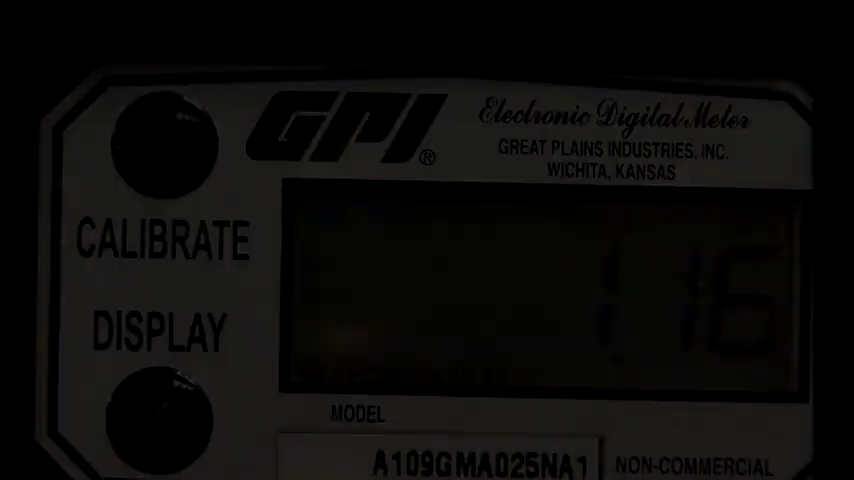 GPI®
Electronic Digital Meter
GREAT PLAINS INDUSTRIES, INC.
WICHITA, KANSAS
CALIBRATE
1.16
DISPLAY
MODEL
A109GMA025NA1
NON-COMMERCIAL